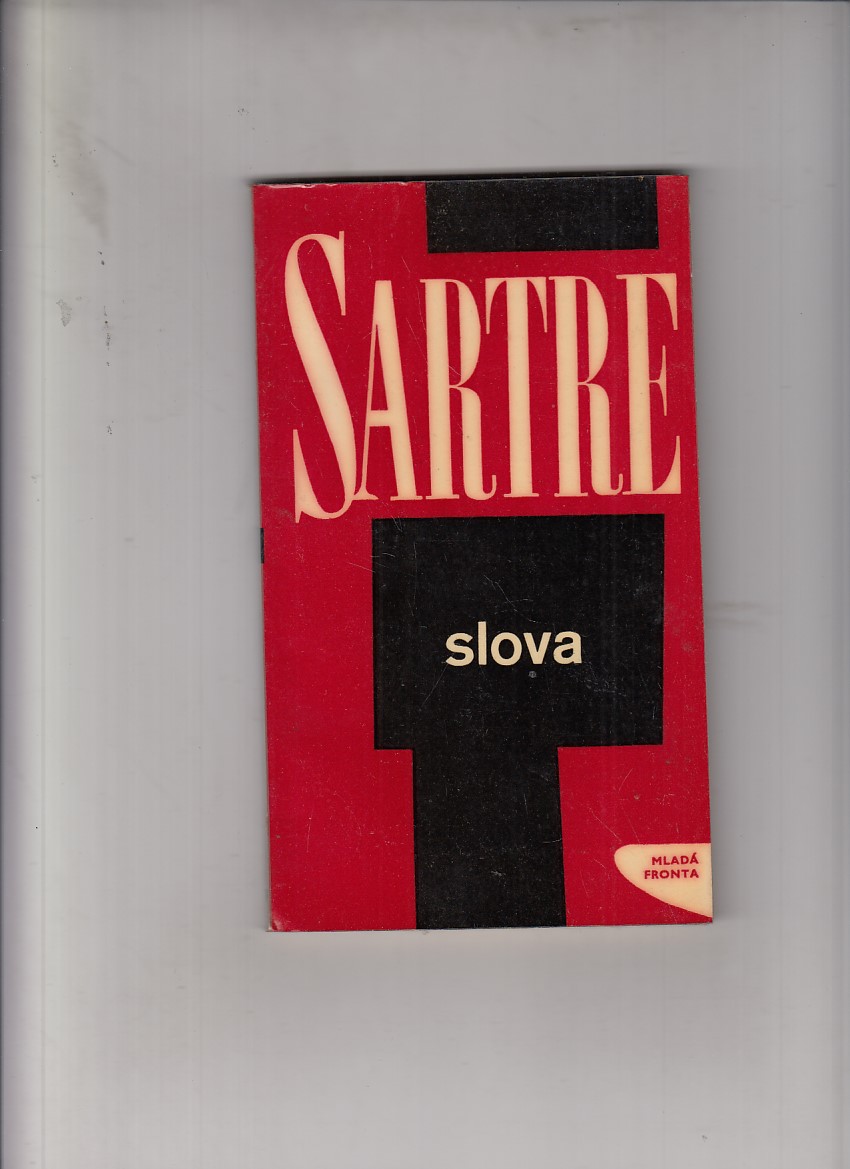 SARTRE
slova
MLADÁ
FRONTA